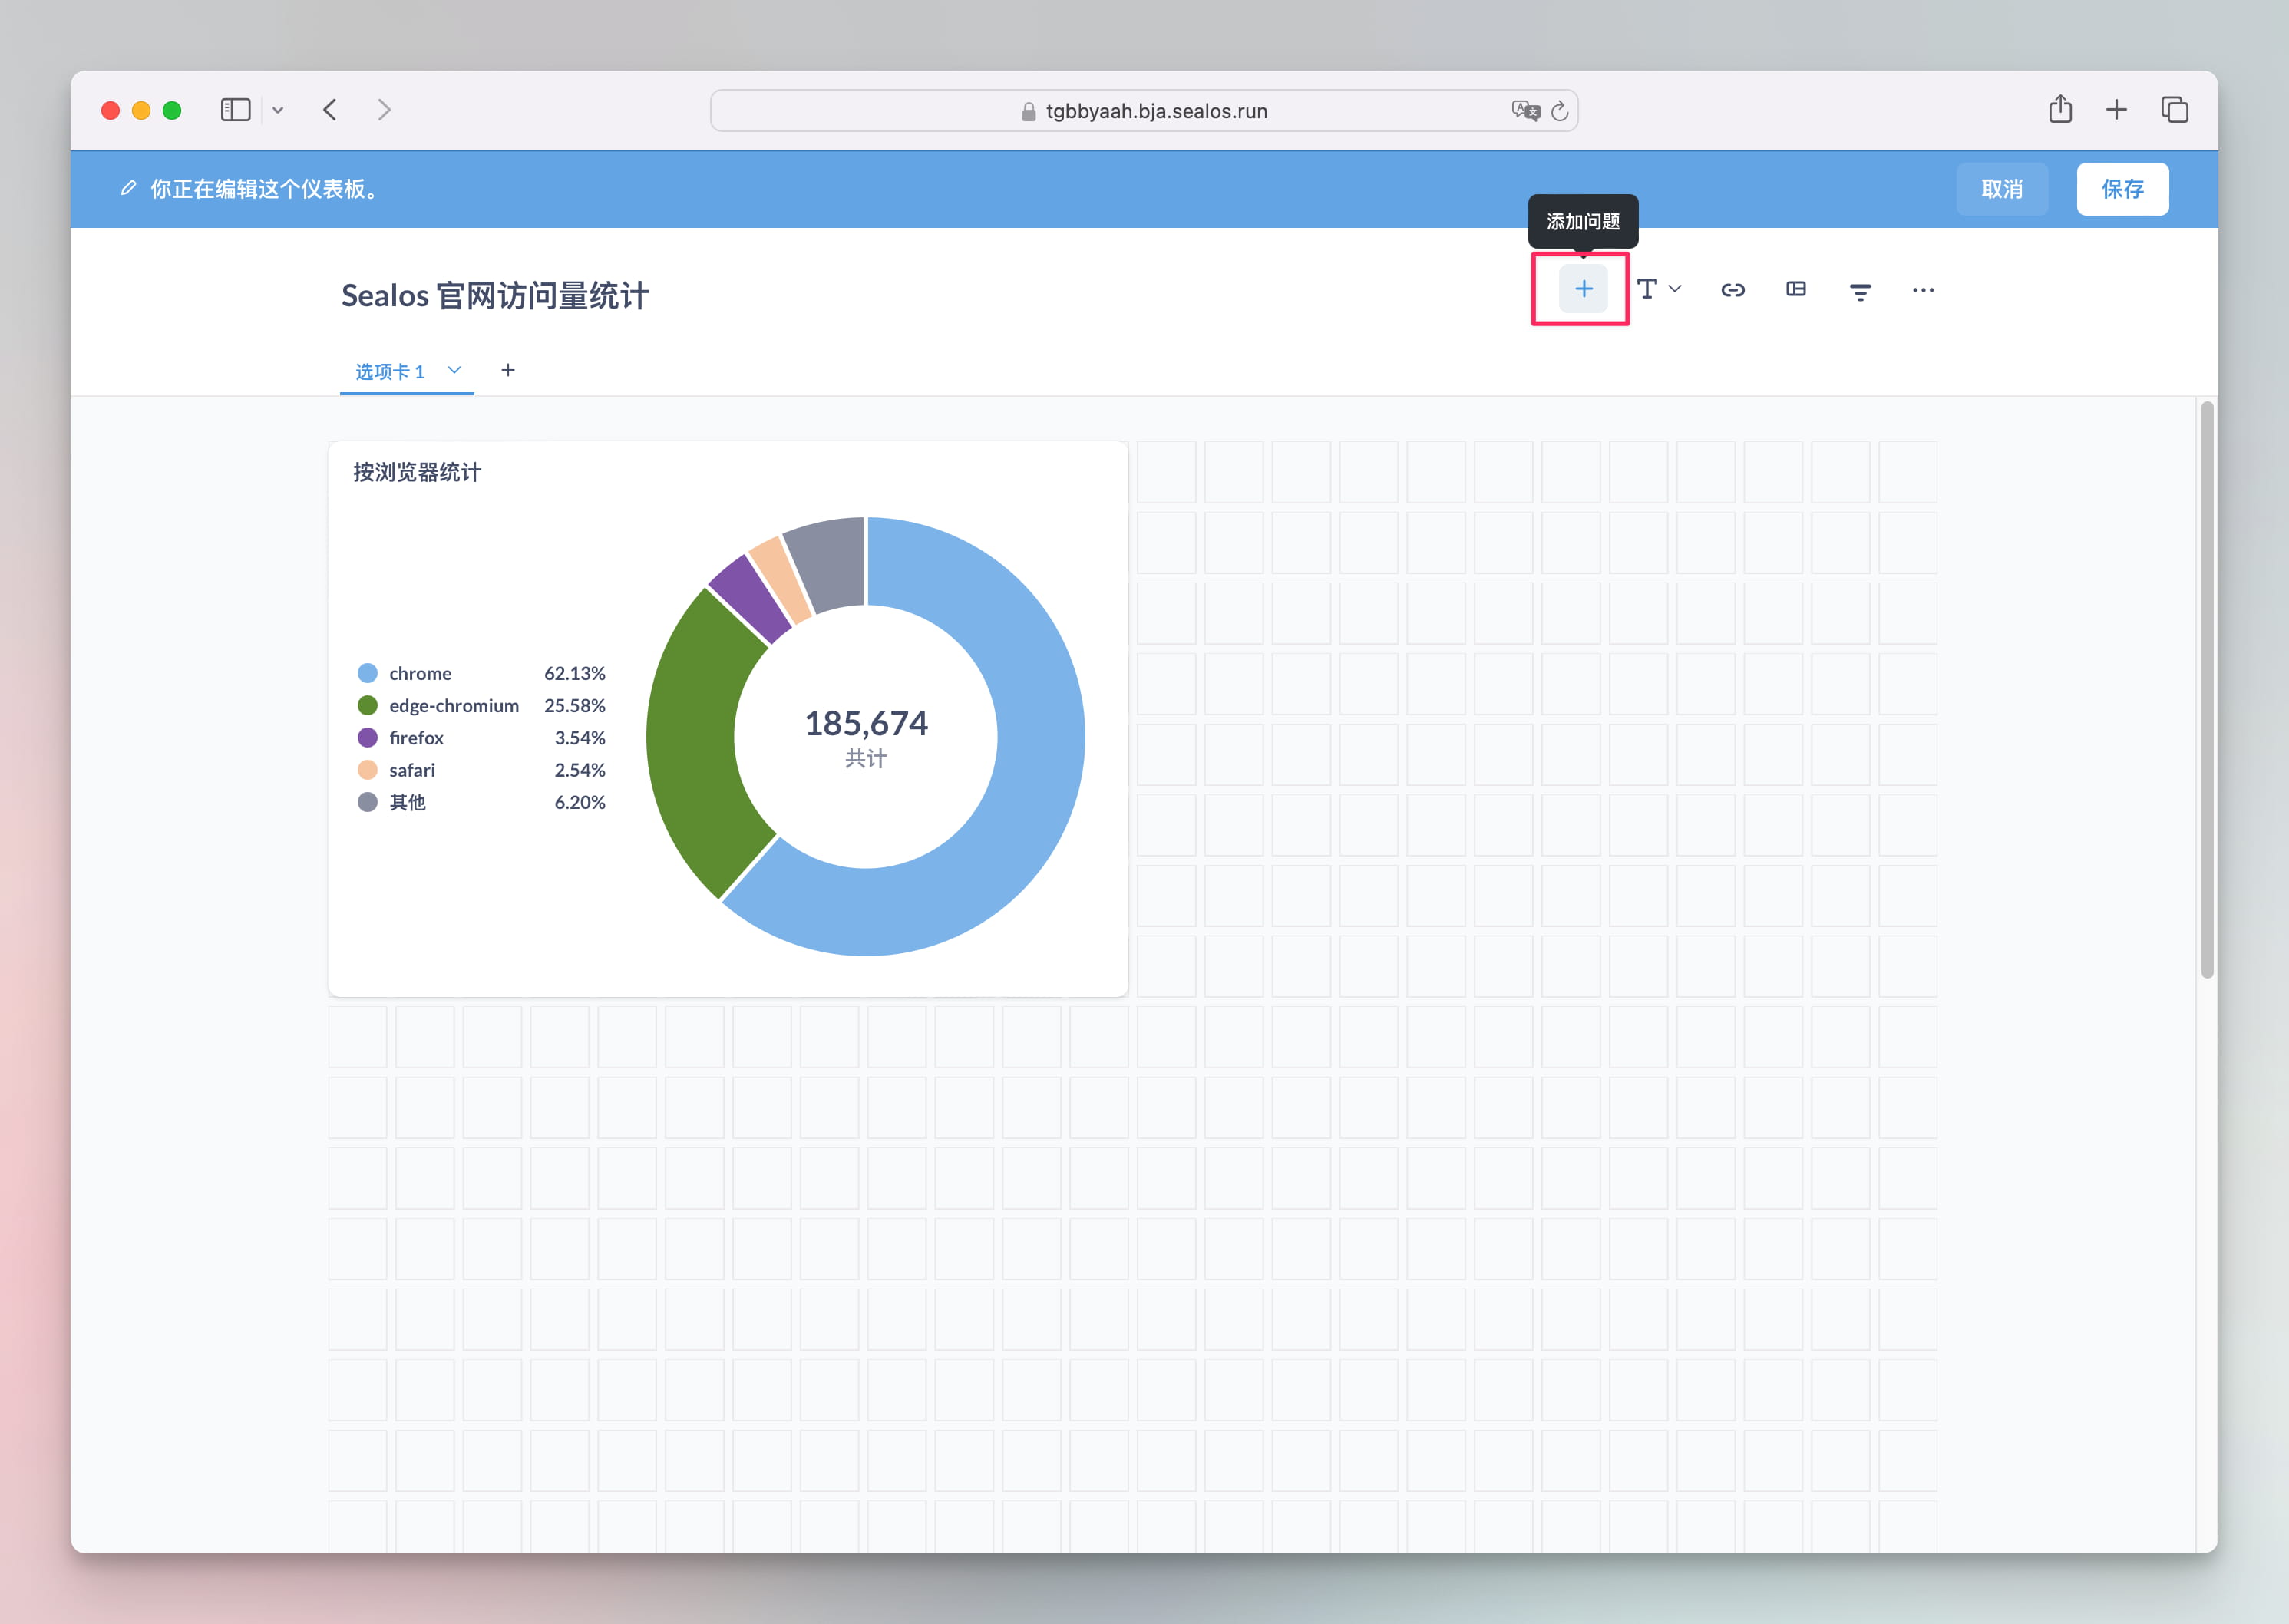 tgbbyaah.bja.sealos.run
你正在编辑这个仪表板。
取消
保存
添加问题
Sealos 官网访问量统计
选项卡 1
按浏览器统计
chrome 62.13%
edge-chromium 25.58%
firefox 3.54%
safari 2.54%
其他 6.20%
185,674
共计